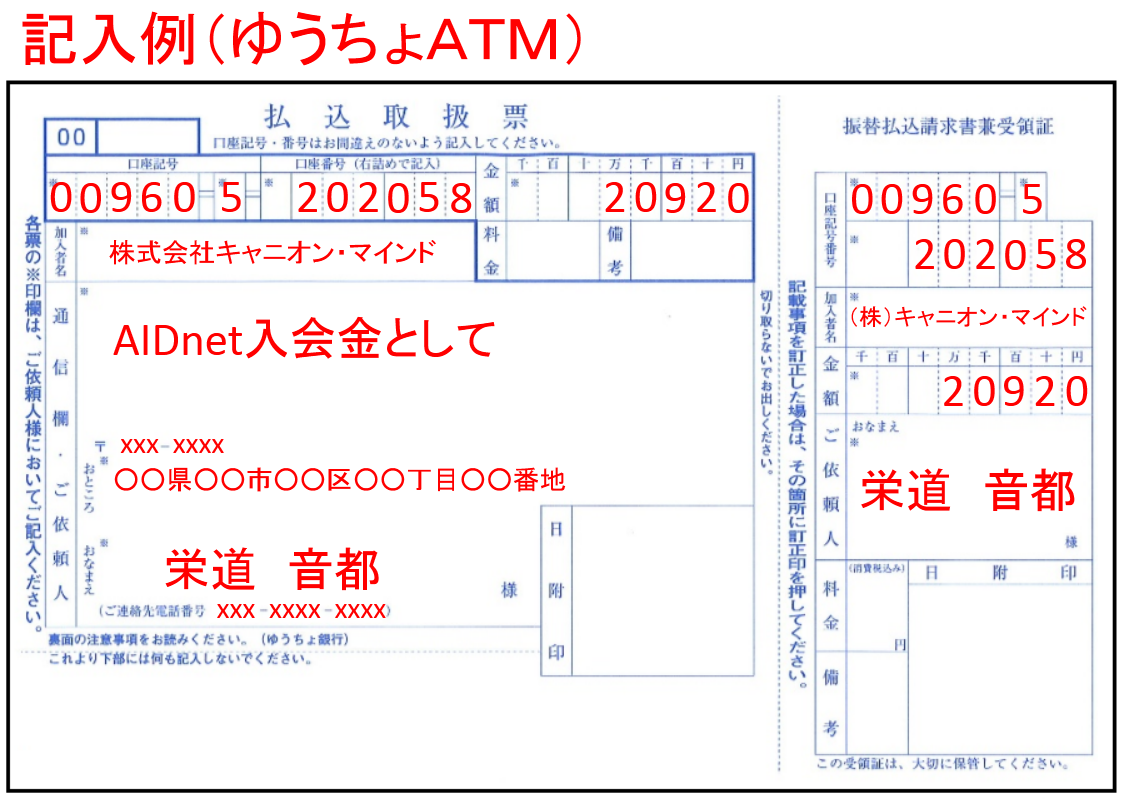 記入例（ゆうちょＡＴＭ）
払込取扱票
00
口座記号・番号はお間違えのないよう記入してください。
口座記号
口座番号（右詰めで記入）
金額
千百十万千百十円
※
00960-5-
※
202058
※
20920
各票の※印欄は、ご依頼人様においてご記入ください。
加入者名
※
株式会社キャニオン・マインド
料金
備考
通信欄・ご依頼人
※
AIDnet入会金として
〒 xxx-xxxx
おところ
※
〇〇県〇〇市〇〇区〇〇丁目〇〇番地
おなまえ
※
栄道　音都
様
（ご連絡先電話番号 xxx-xxxx-xxxx）
日附印
裏面の注意事項をお読みください。（ゆうちょ銀行）
これより下部には何も記入しないでください。
切り取らないでお出しください。
記載事項を訂正した場合は、その箇所に訂正印を押してください。
振替払込請求書兼受領証
口座記号番号
※
00960-
※
5
※
202058
加入者名
※
（株）キャニオン・マインド
金額
千百十万千百十円
※
20920
ご依頼人
おなまえ
※
栄道　音都
様
料金
（消費税込み）
円
日附印
備考
この受領証は、大切に保管してください。